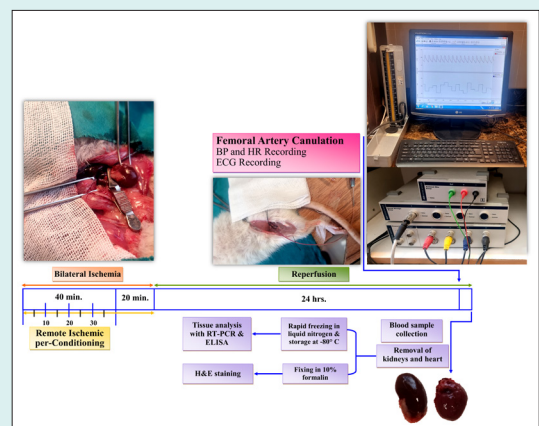 Femoral Artery Canulation
BP and HR Recording
ECG Recording
Bilateral Ischemia
Reperfusion
40 min.
20 min.
24 hrs.
10 20 30
Remote Ischemic
per-Conditioning
Tissue analysis
with RT-PCR &
ELISA
Rapid freezing in
liquid nitrogen &
storage at -80° C
Blood sample
collection
Removal of
kidneys and heart
H&E staining
Fixing in 10%
formalin